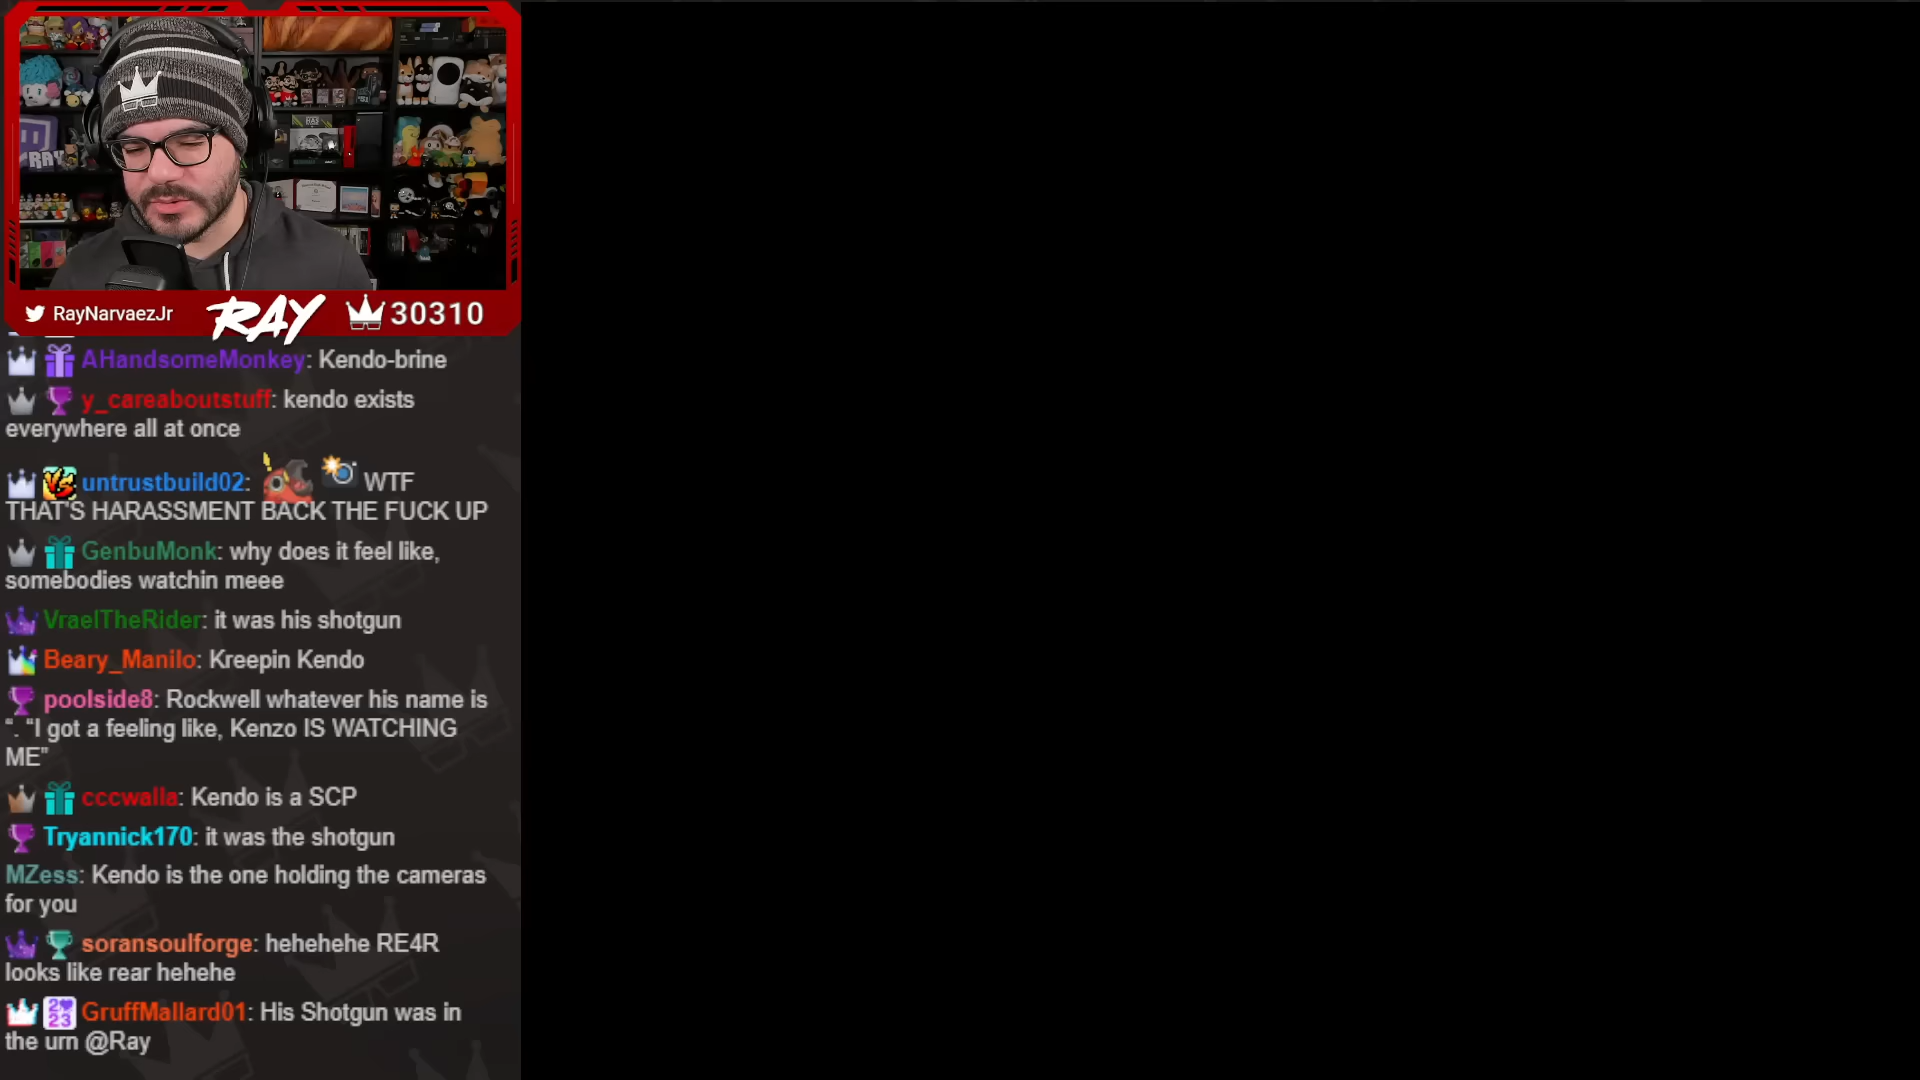 RayNarvaezJr RAY 30310
AHandsomeMonkey: Kendo-brine
y_careaboutstuff: kendo exists
everywhere all at once
untrustbuild02: WTF
THAT'S HARASSMENT BACK THE FUCK UP
GenbuMonk: why does it feel like,
somebodies watchin meee
VraelTheRider: it was his shotgun
Beary_Manilo: Kreepin Kendo
poolside8: Rockwell whatever his name is
“. “I got a feeling like, Kenzo IS WATCHING
ME”
cccwalla: Kendo is a SCP
Tryannick170: it was the shotgun
MZess: Kendo is the one holding the cameras
for you
soransoulforge: hehehehe RE4R
looks like rear hehehe
2 23 GruffMallard01: His Shotgun was in
the urn @Ray